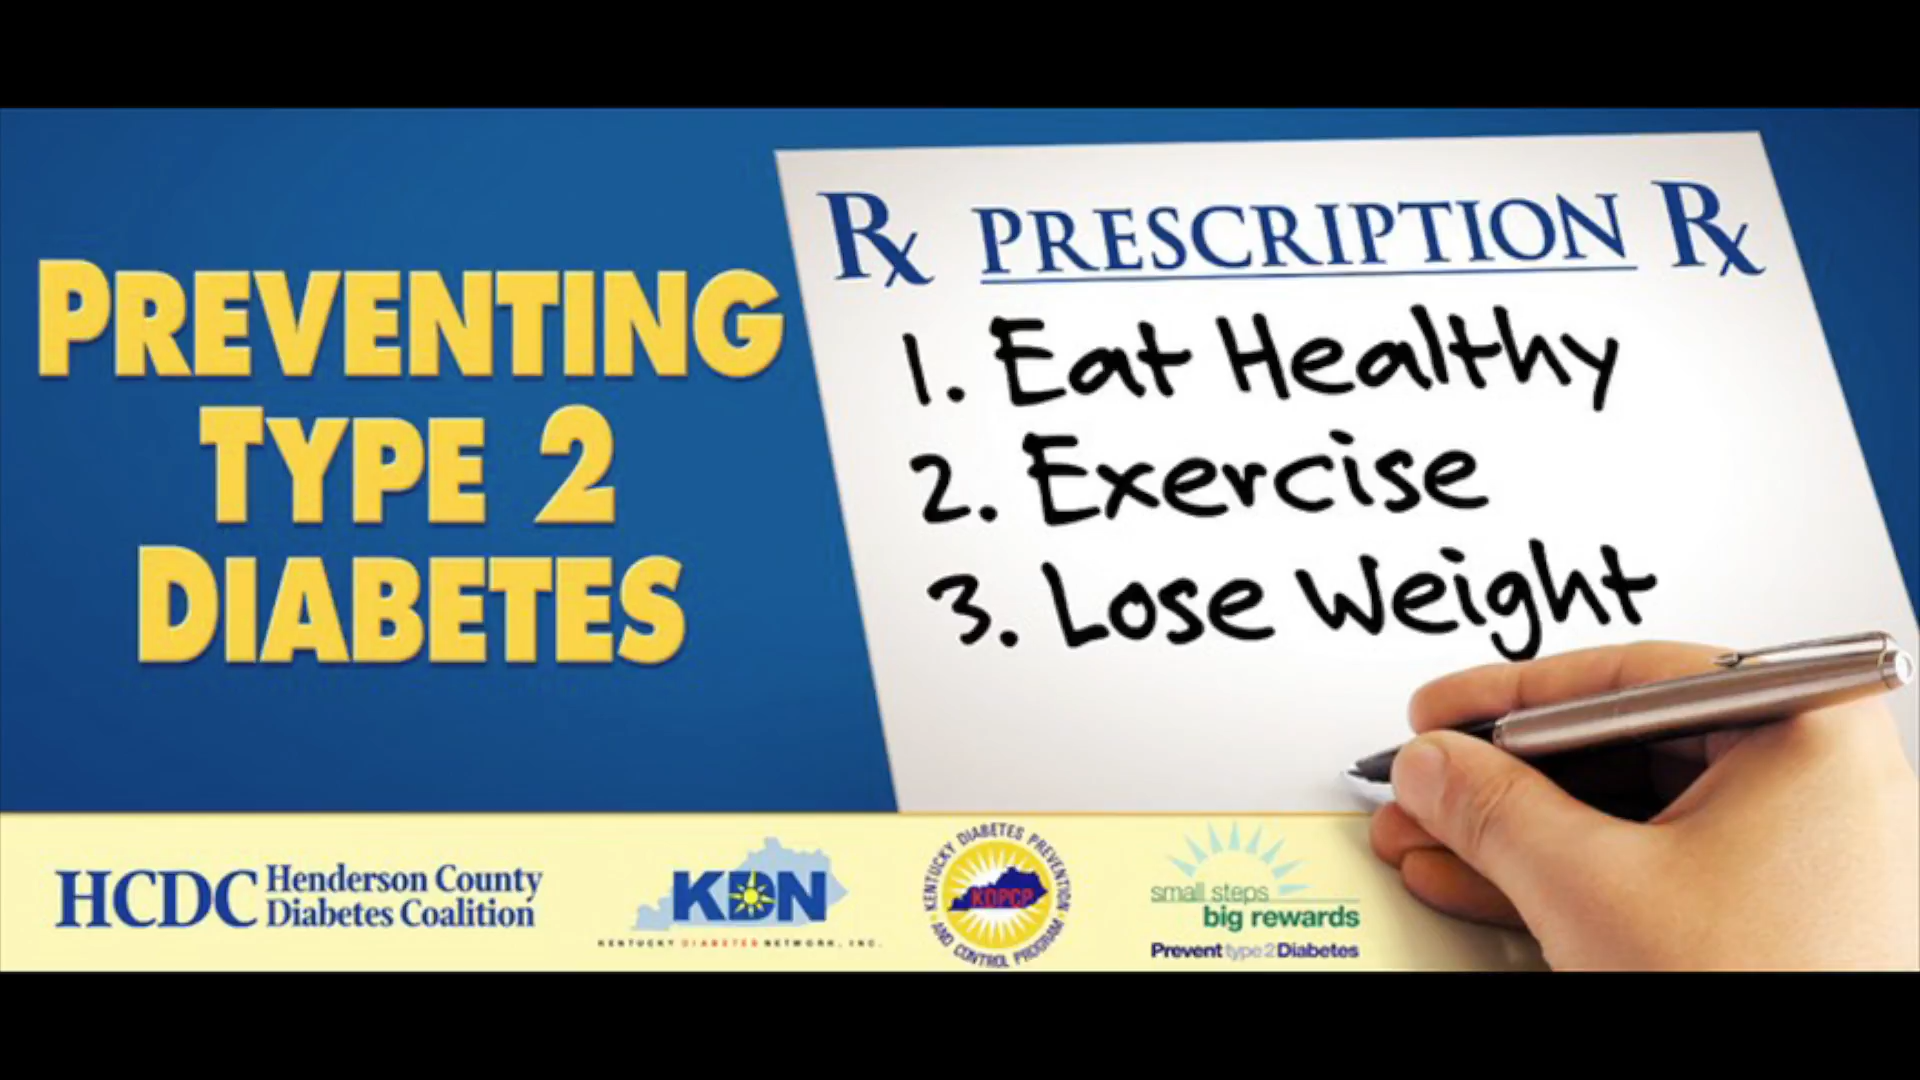 PREVENTING
TYPE 2
DIABETES
Rx PRESCRIPTION Rx
1. Eat Healthy
2. Exercise
3. Lose Weight
HCDC Henderson County
Diabetes Coalition
KDN
KENTUCKY DIABETES NETWORK, INC.
KENTUCKY DIABETES PREVENTION
AND CONTROL PROGRAM
KDPCP
small steps
big rewards
Prevent type 2 Diabetes